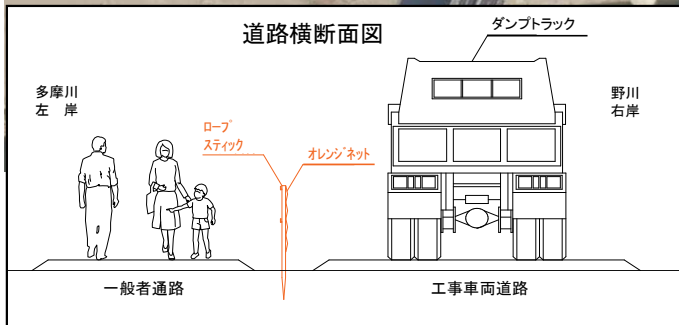 道路横断面図
ダンプトラック
多摩川
左 岸
野川
右岸
ロープ
スティック
オレンジネット
一般者通路
工事車両道路